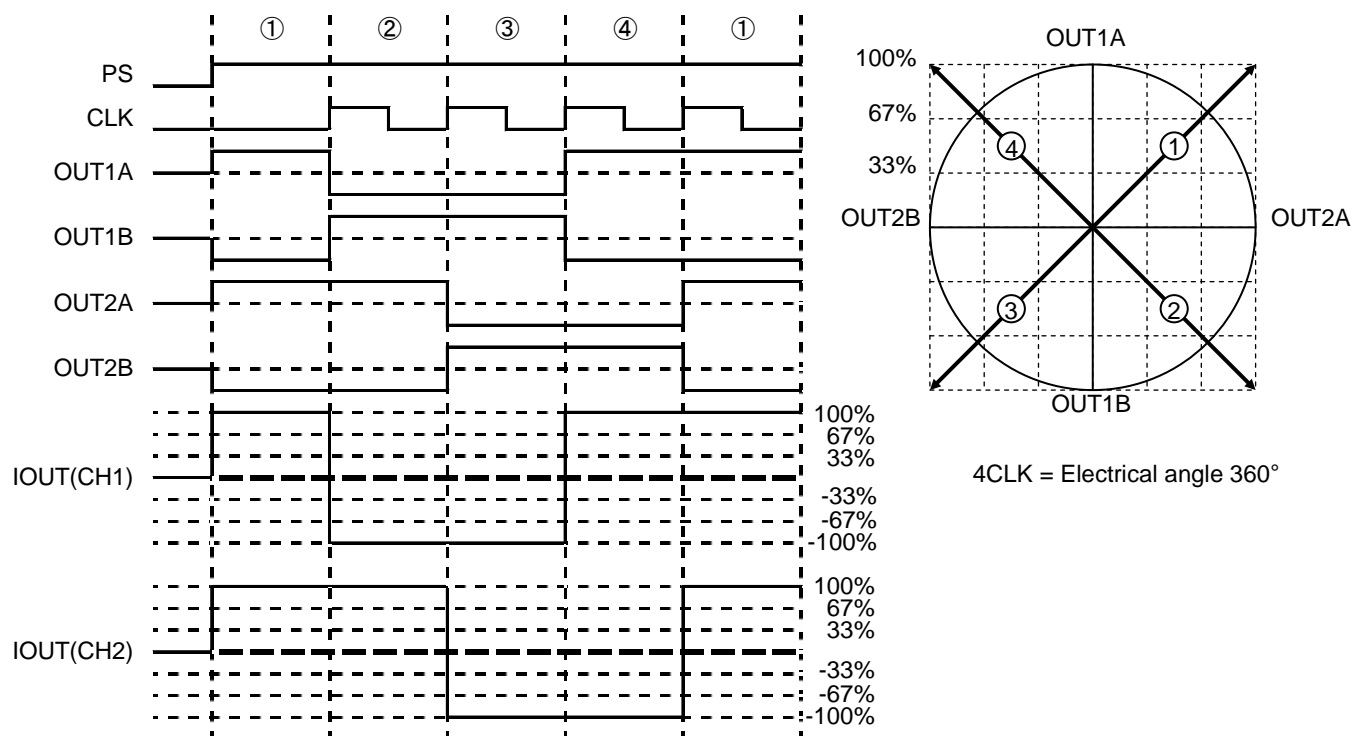 ① ② ③ ④ ①
PS
CLK
OUT1A
OUT1B
OUT2A
OUT2B
IOUT(CH1)
100%
67%
33%
-33%
-67%
-100%
IOUT(CH2)
100%
67%
33%
-33%
-67%
-100%
OUT1A
100%
67%
33%
④ ①
OUT2B OUT2A
③ ②
OUT1B
4CLK = Electrical angle 360°